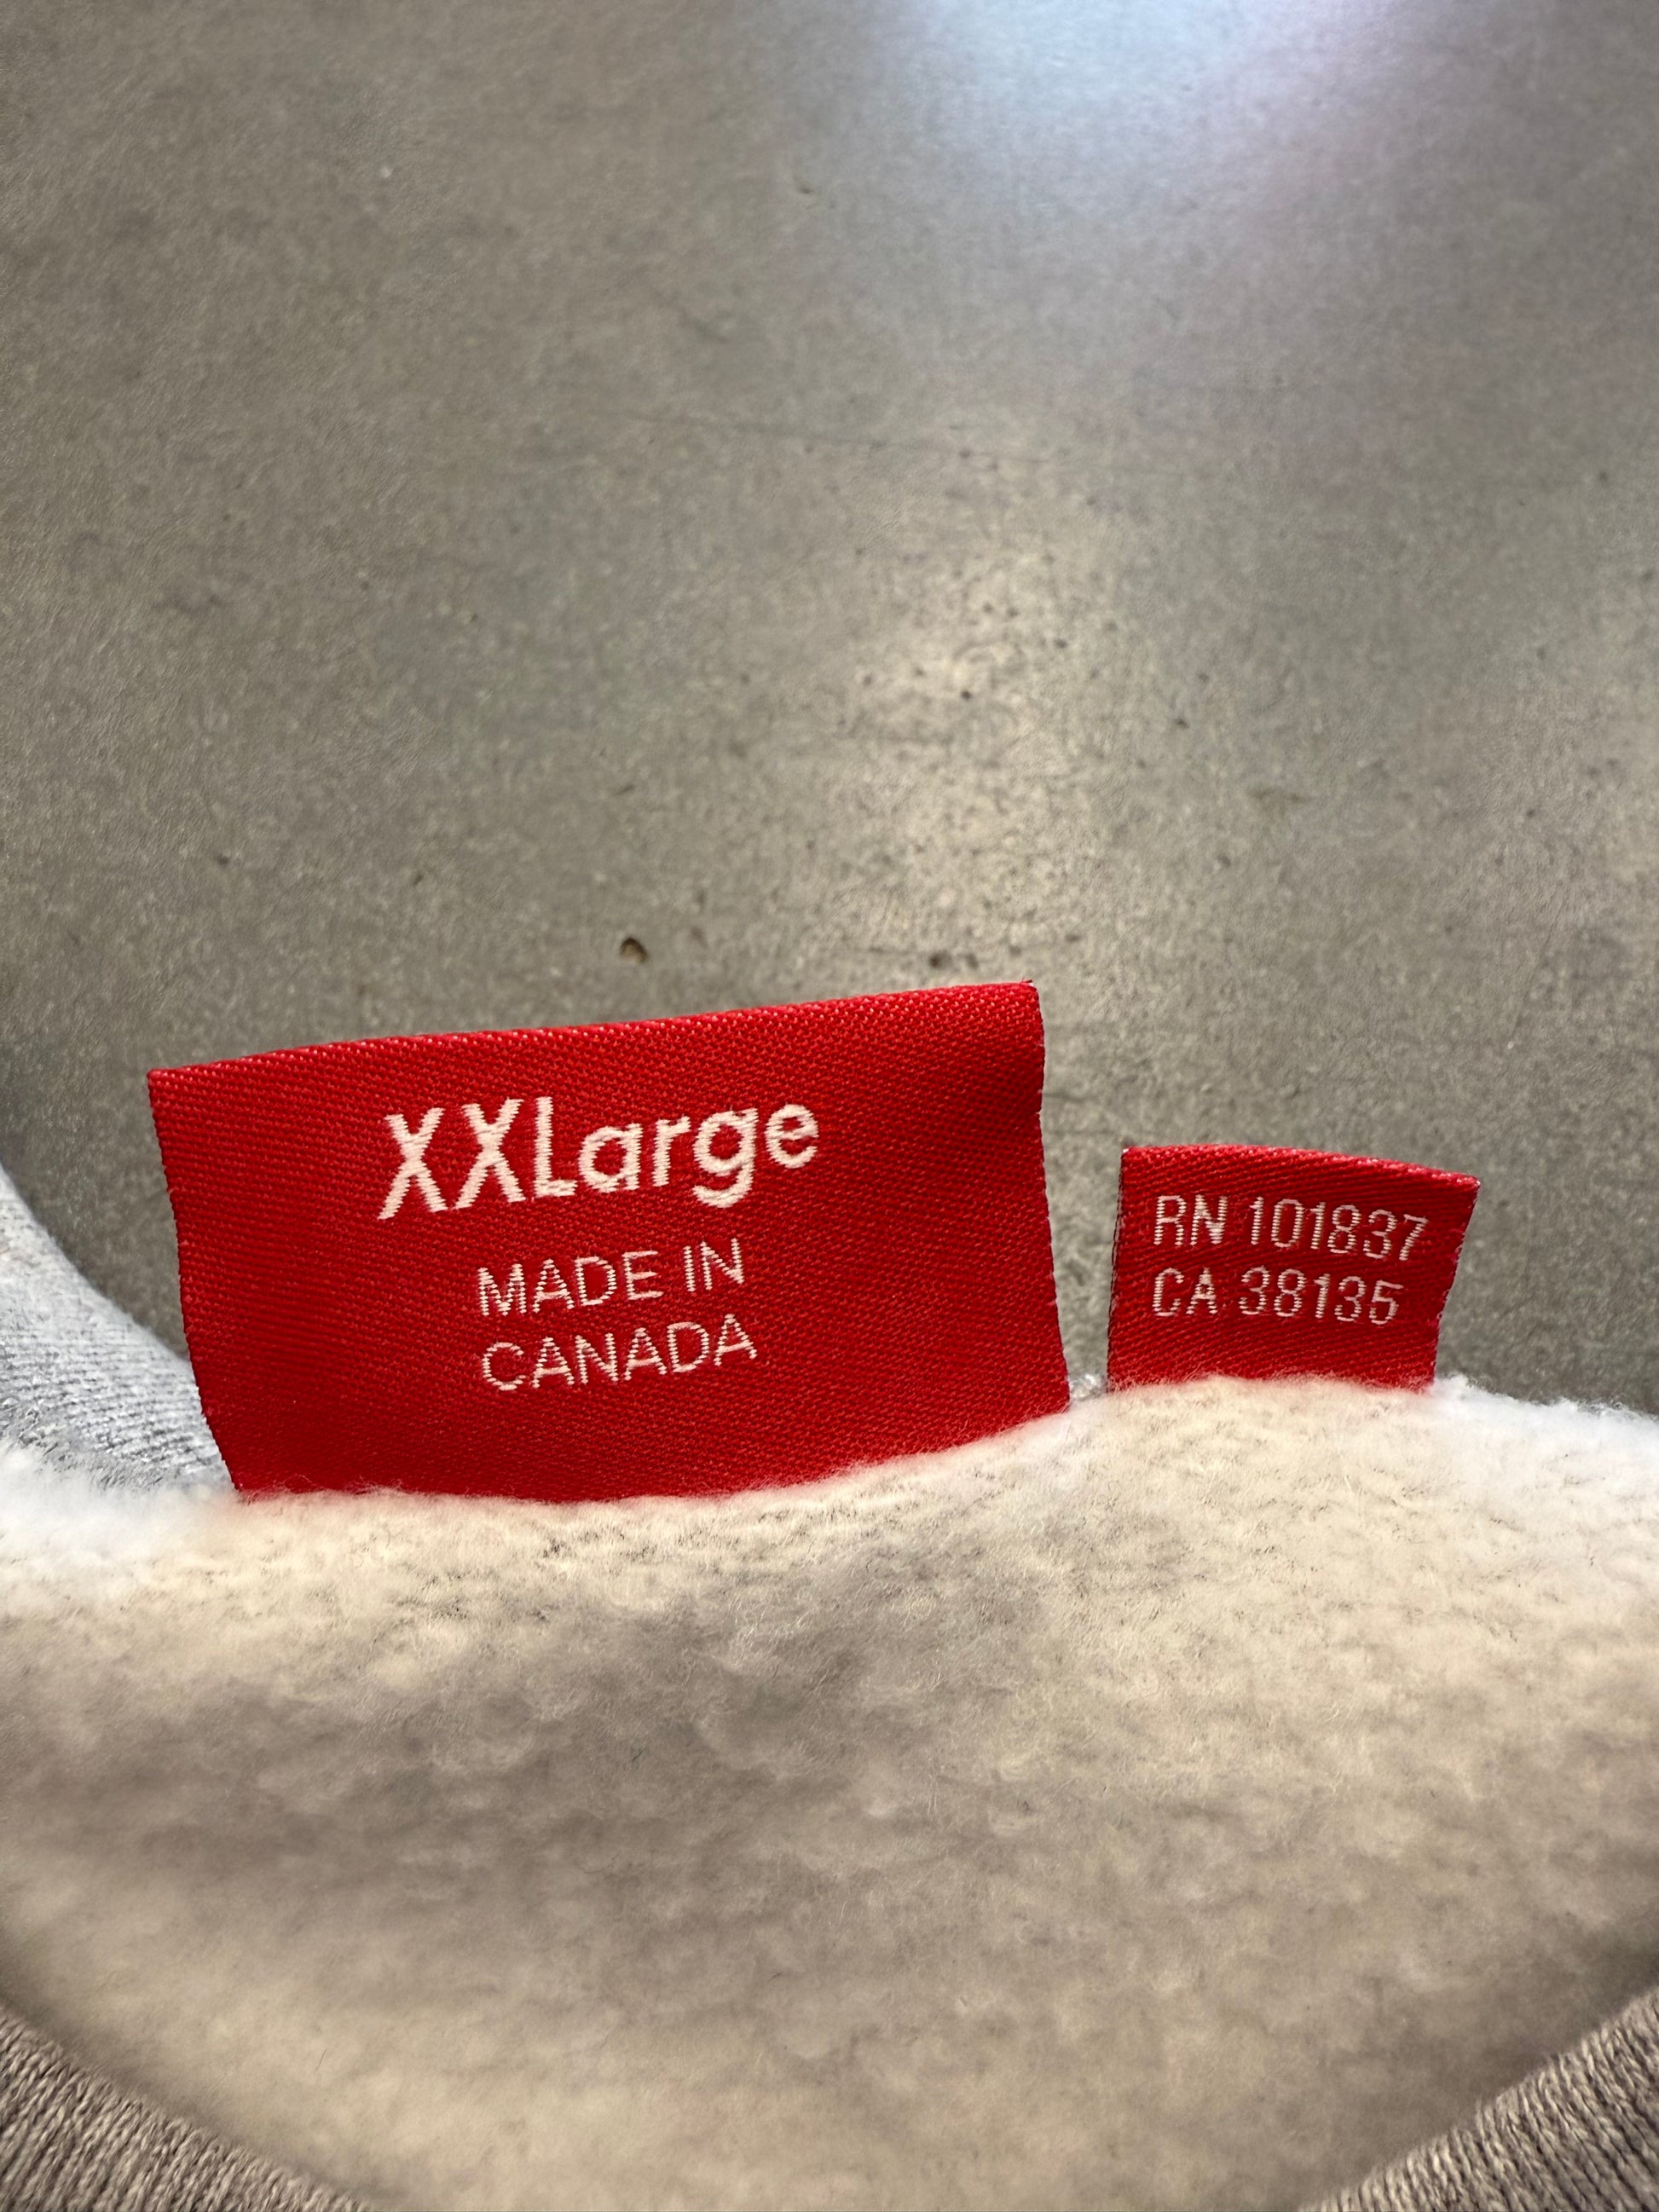 XXLarge
MADE IN
CANADA
RN 101837
CA 38135